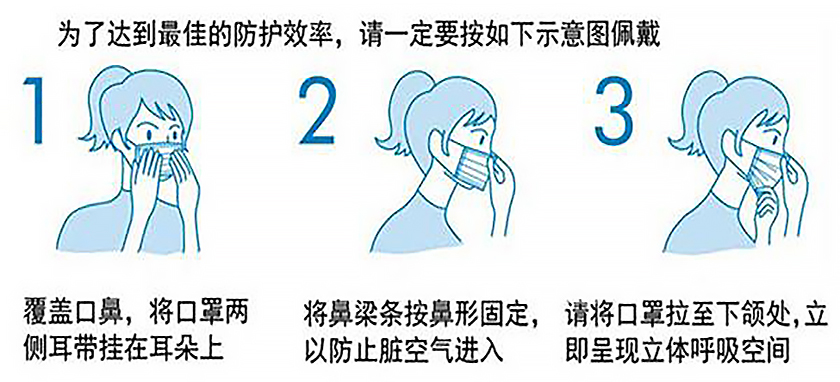 为了达到最佳的防护效率，请一定要按如下示意图佩戴
1
2
3
覆盖口鼻，将口罩两
侧耳带挂在耳朵上
将鼻梁条按鼻形固定，
以防止脏空气进入
请将口罩拉至下颌处，立
即呈现立体呼吸空间